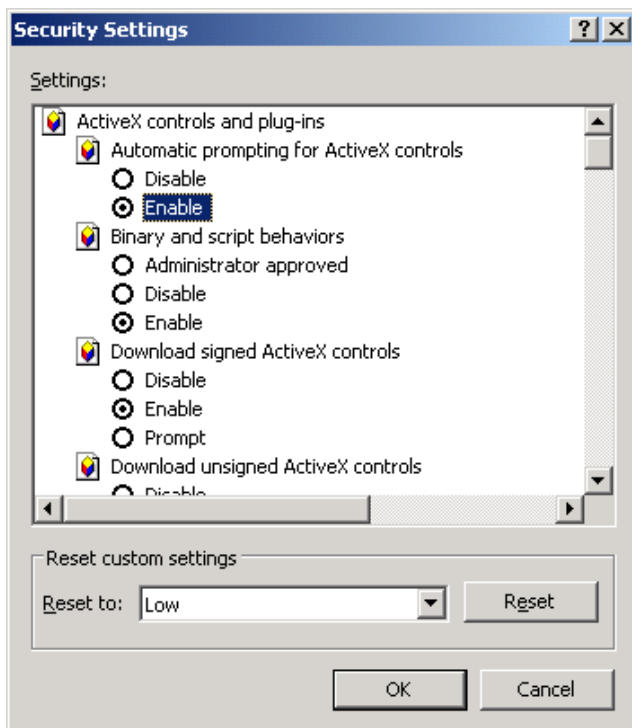 Security Settings
Settings:
ActiveX controls and plug-ins
Automatic prompting for ActiveX controls
Disable
Enable
Binary and script behaviors
Administrator approved
Disable
Enable
Download signed ActiveX controls
Disable
Enable
Prompt
Download unsigned ActiveX controls
Disable
Reset custom settings
Reset to: Low Reset
OK Cancel